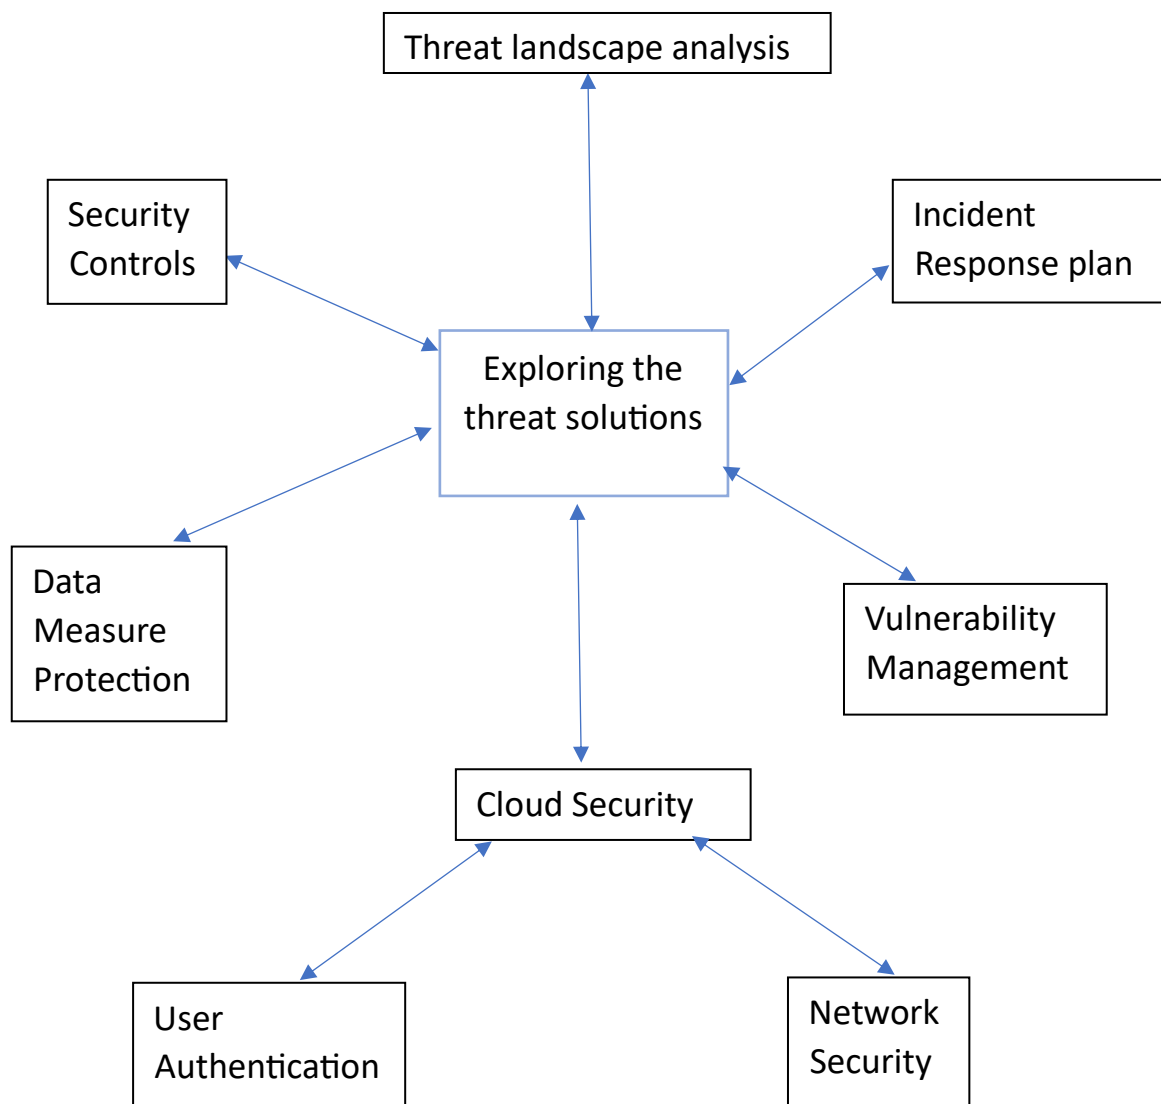 Threat landscape analysis
Security
Controls
Incident
Response plan
Exploring the
threat solutions
Data
Measure
Protection
Vulnerability
Management
Cloud Security
User
Authentication
Network
Security